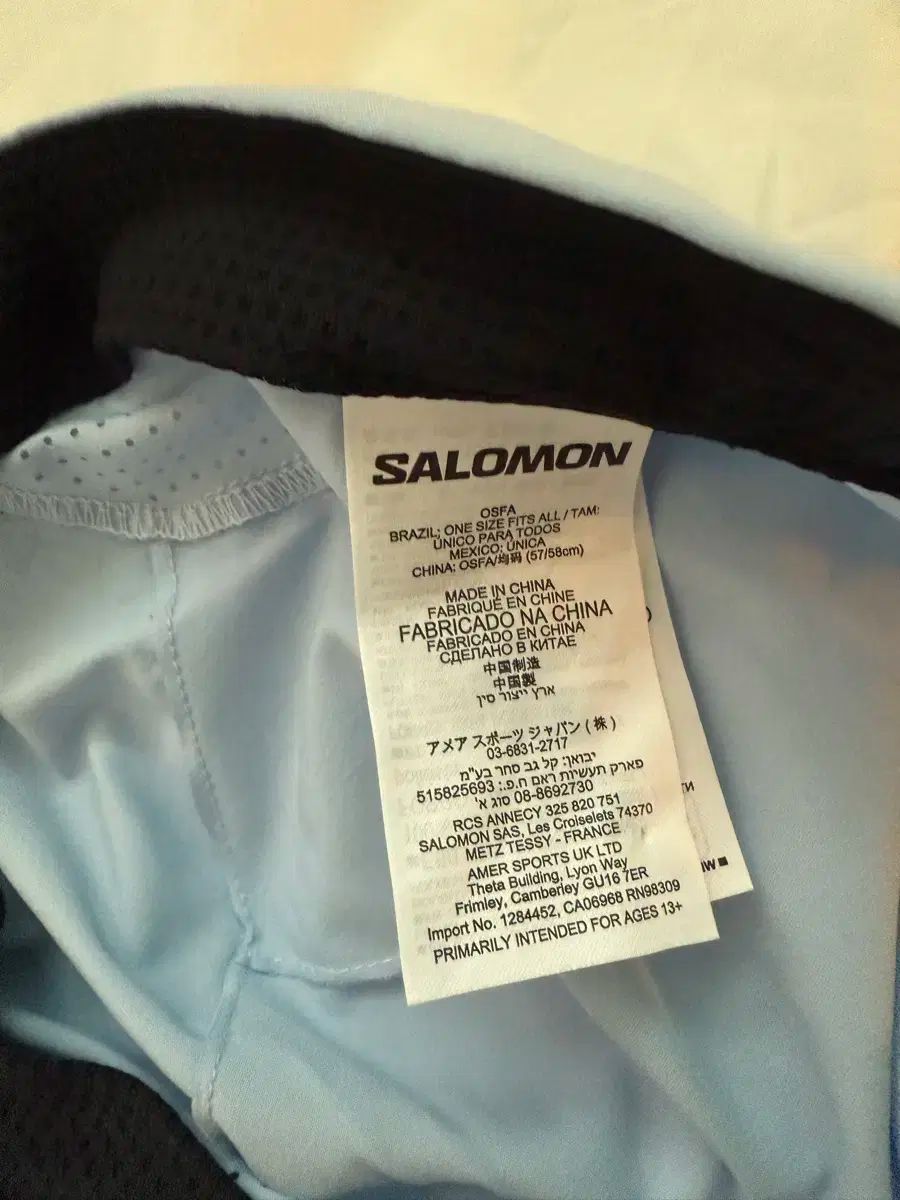 SALOMON
OSFA
BRAZIL; ONE SIZE FITS ALL / TAM:
ÚNICO PARA TODOS
MEXICO: ÚNICA
CHINA: OSFA/均码 (57/58cm)
MADE IN CHINA
FABRIQUÉ EN CHINE
FABRICADO NA CHINA
FABRICADO EN CHINA
СДЕЛАНО В КИТАЕ
中国制造
中国製
ארץ ייצור סין
アメア スポーツ ジャパン ( 株 )
03-6831-2717
יבואן: קל גב סחר בע"מ
פארק תעשיות ראם ח.פ.: 515825693
08-8692730 סוג א'
RCS ANNECY 325 820 751
SALOMON SAS, Les Croiselets 74370
METZ TESSY - FRANCE
AMER SPORTS UK LTD
Theta Building, Lyon Way
Frimley, Camberley GU16 7ER
Import No. 1284452, CA06968 RN98309
PRIMARILY INTENDED FOR AGES 13+